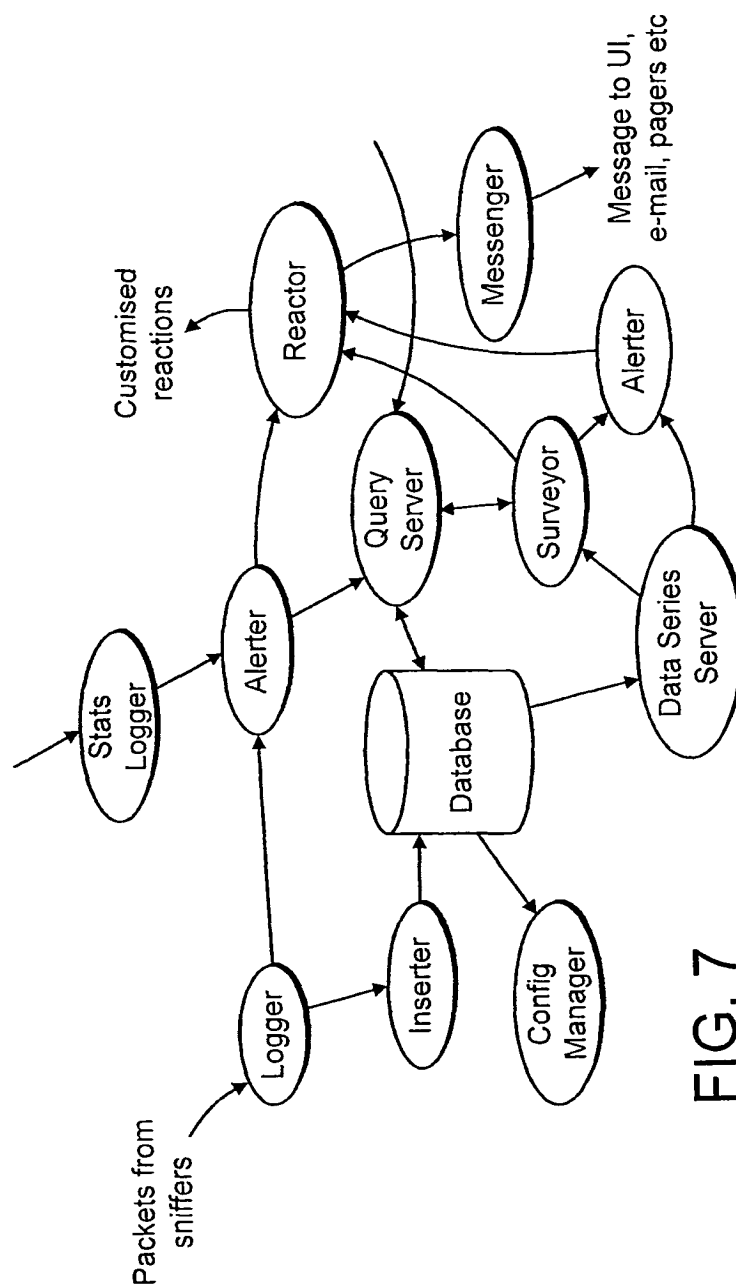 Packets from
sniffers
Logger
Stats
Logger
Alerter
Customised
reactions
Reactor
Inserter
Database
Query
Server
Config
Manager
Surveyor
Messenger
Data Series
Server
Alerter
Message to UI,
e-mail, pagers etc
FIG. 7